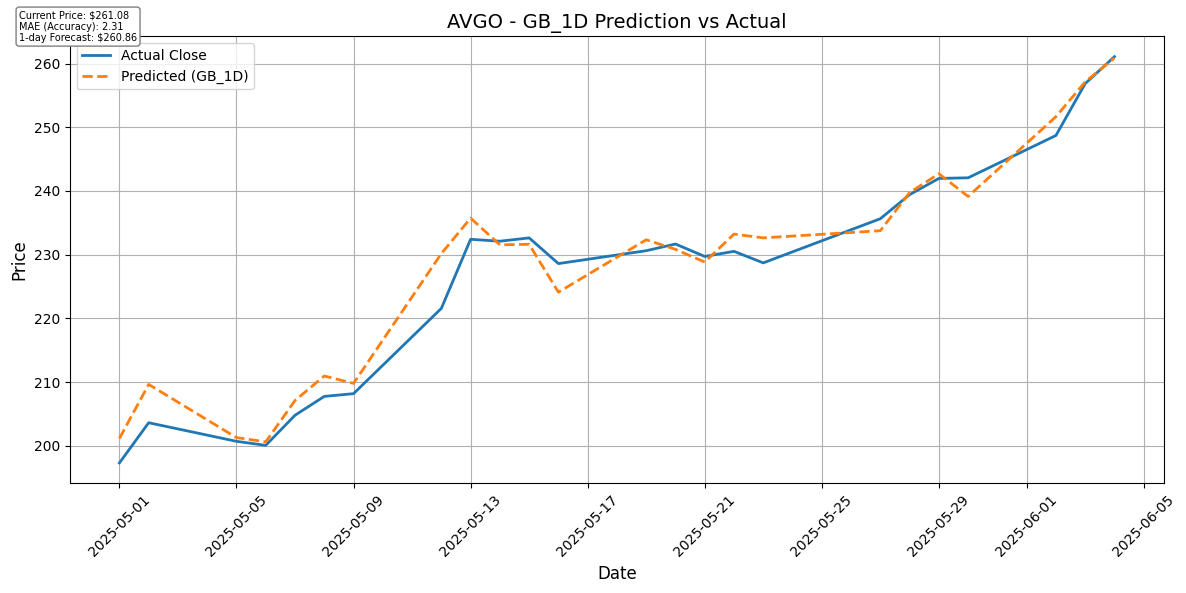 AVGO - GB_1D Prediction vs Actual
Current Price: $261.08
MAE (Accuracy): 2.31
1-day Forecast: $260.86
Actual Close
Predicted (GB_1D)
Price
260
250
240
230
220
210
200
2025-05-01
2025-05-05
2025-05-09
2025-05-13
2025-05-17
2025-05-21
2025-05-25
2025-05-29
2025-06-01
2025-06-05
Date